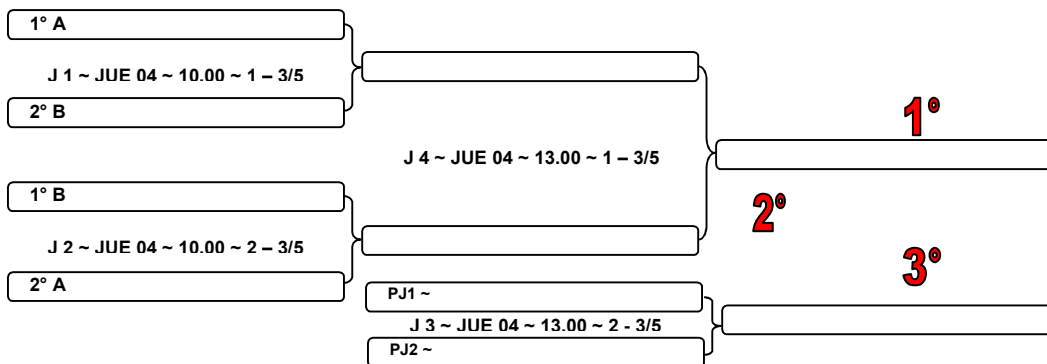 1° A
J 1 ~ JUE 04 ~ 10.00 ~ 1 – 3/5
2° B
1° B
J 2 ~ JUE 04 ~ 10.00 ~ 2 – 3/5
2° A
J 4 ~ JUE 04 ~ 13.00 ~ 1 – 3/5
PJ1 ~
J 3 ~ JUE 04 ~ 13.00 ~ 2 - 3/5
PJ2 ~
1°
2°
3°